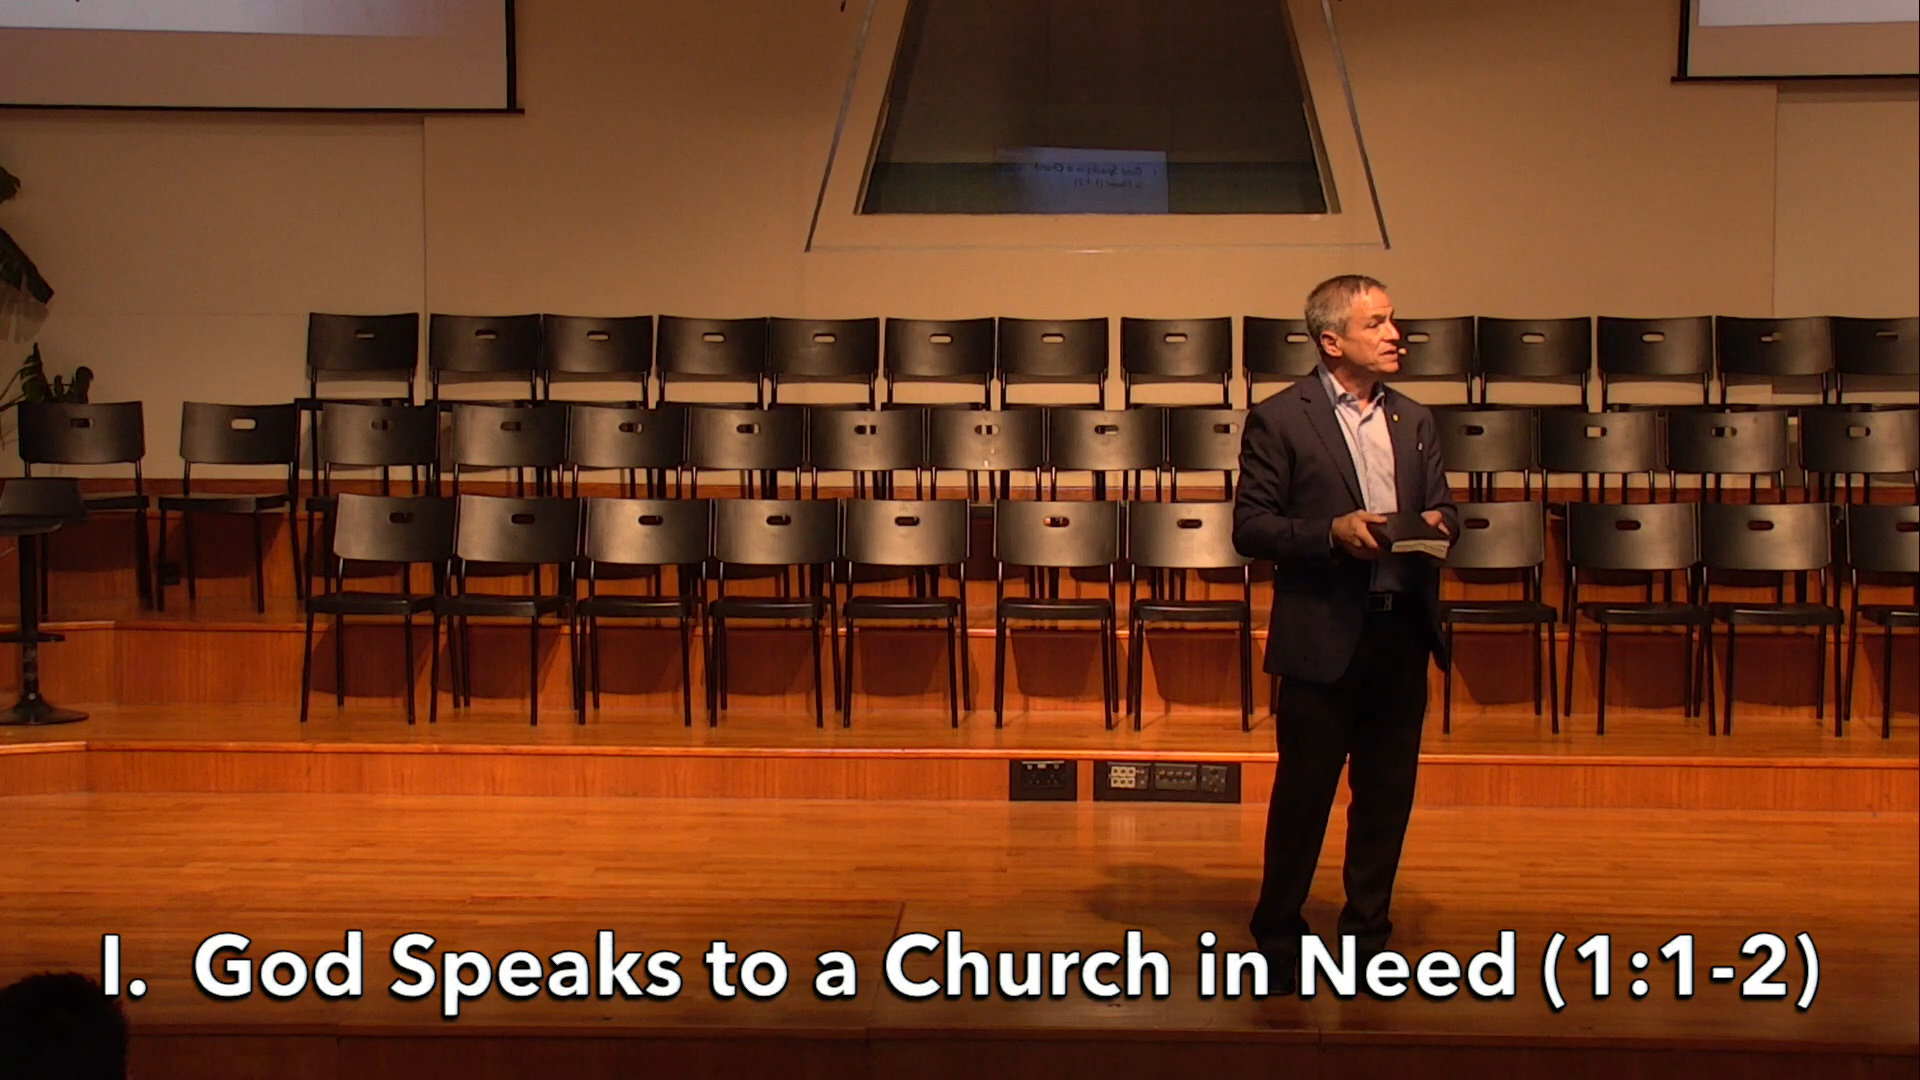 I. God Speaks to a Church in Need (1:1-2)